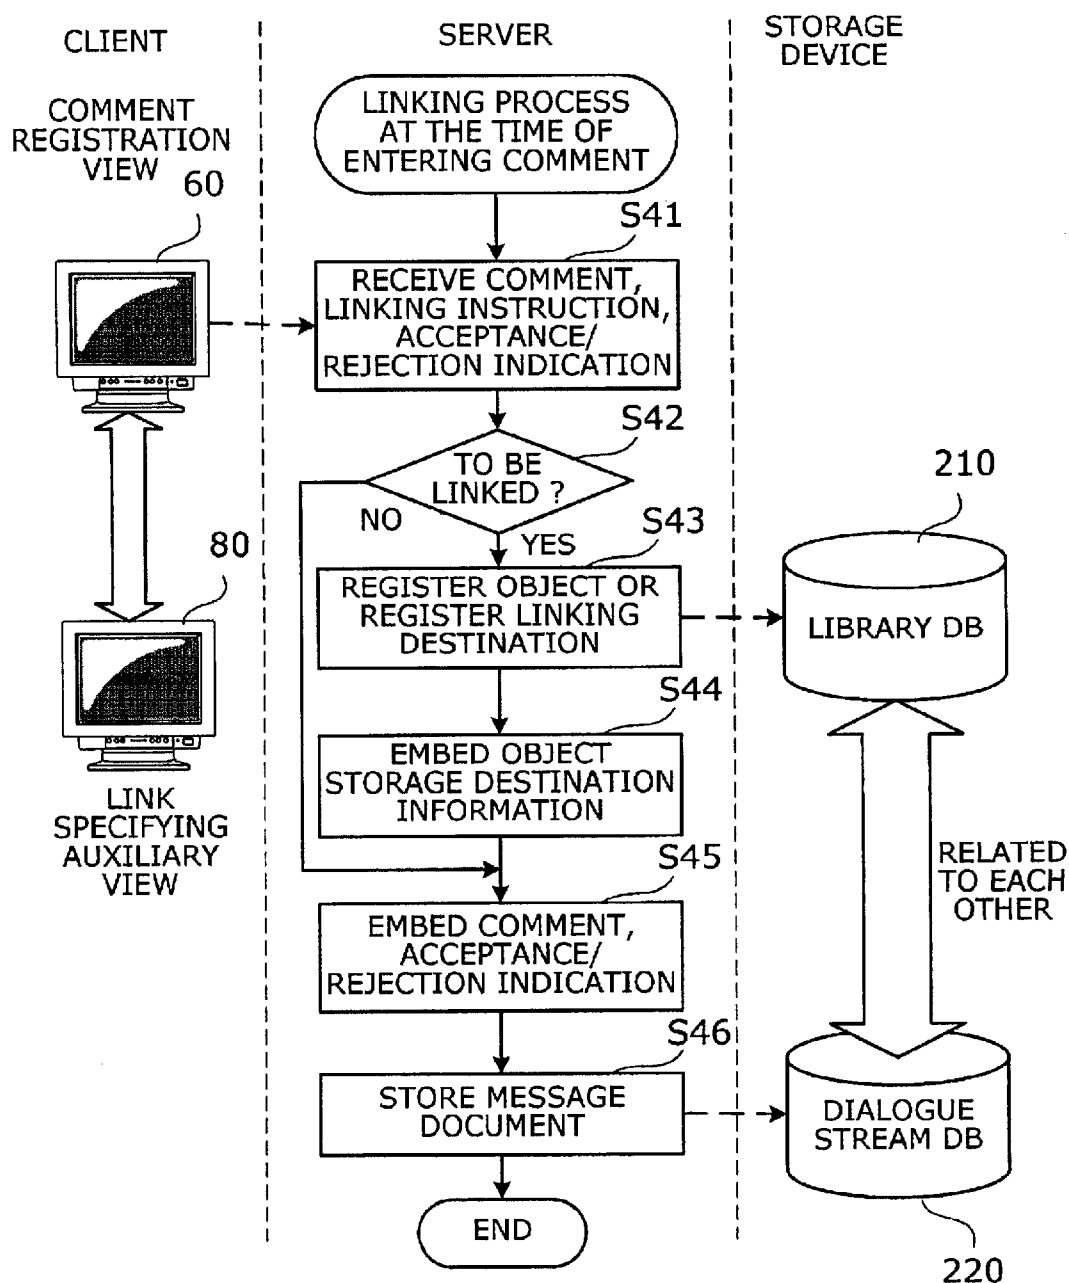 CLIENT
SERVER
STORAGE
DEVICE
COMMENT
REGISTRATION
VIEW
60
LINKING PROCESS
AT THE TIME OF
ENTERING COMMENT
S41
RECEIVE COMMENT,
LINKING INSTRUCTION,
ACCEPTANCE/
REJECTION INDICATION
S42
TO BE
LINKED ?
NO
YES
S43
REGISTER OBJECT OR
REGISTER LINKING
DESTINATION
210
LIBRARY DB
80
LINK
SPECIFYING
AUXILIARY
VIEW
S44
EMBED OBJECT
STORAGE DESTINATION
INFORMATION
RELATED
TO EACH
OTHER
S45
EMBED COMMENT,
ACCEPTANCE/
REJECTION INDICATION
S46
STORE MESSAGE
DOCUMENT
DIALOGUE
STREAM DB
220
END